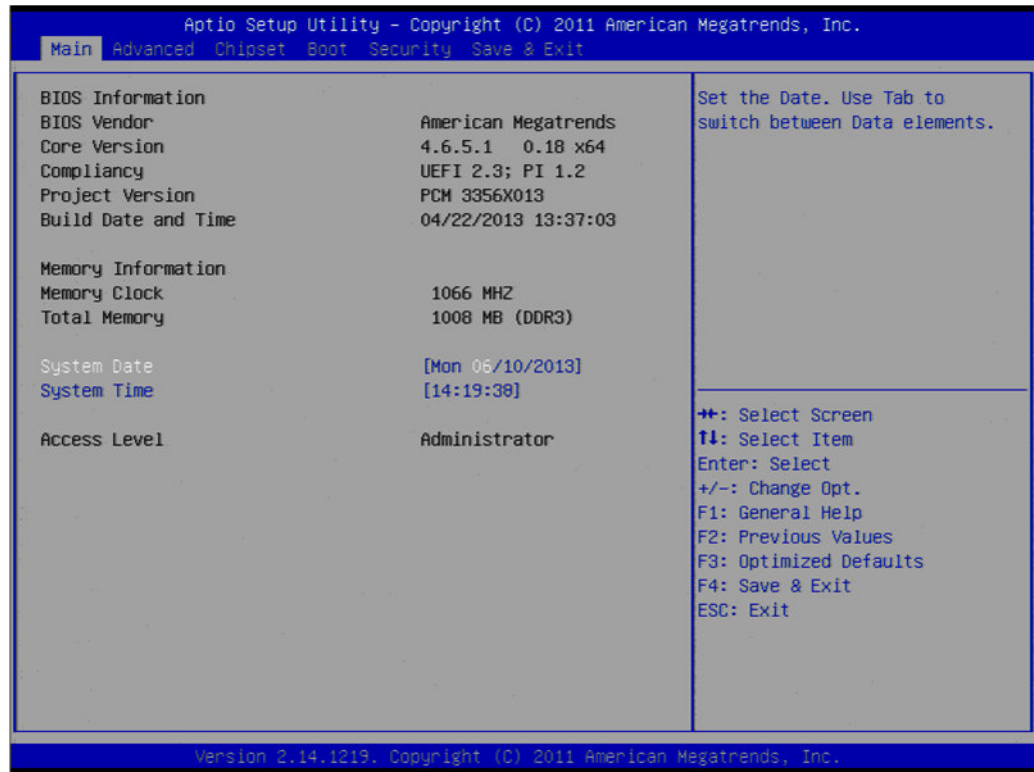 Aptio Setup Utility – Copyright (C) 2011 American Megatrends, Inc.
Main Advanced Chipset Boot Security Save & Exit
BIOS Information
BIOS Vendor American Megatrends
Core Version 4.6.5.1 0.18 x64
Compliancy UEFI 2.3; PI 1.2
Project Version PCM 3356X013
Build Date and Time 04/22/2013 13:37:03
Memory Information
Memory Clock 1066 MHZ
Total Memory 1008 MB (DDR3)
System Date [Mon 06/10/2013]
System Time [14:19:38]
Access Level Administrator
Set the Date. Use Tab to
switch between Data elements.
→←: Select Screen
↑↓: Select Item
Enter: Select
+/-: Change Opt.
F1: General Help
F2: Previous Values
F3: Optimized Defaults
F4: Save & Exit
ESC: Exit
Version 2.14.1219. Copyright (C) 2011 American Megatrends, Inc.